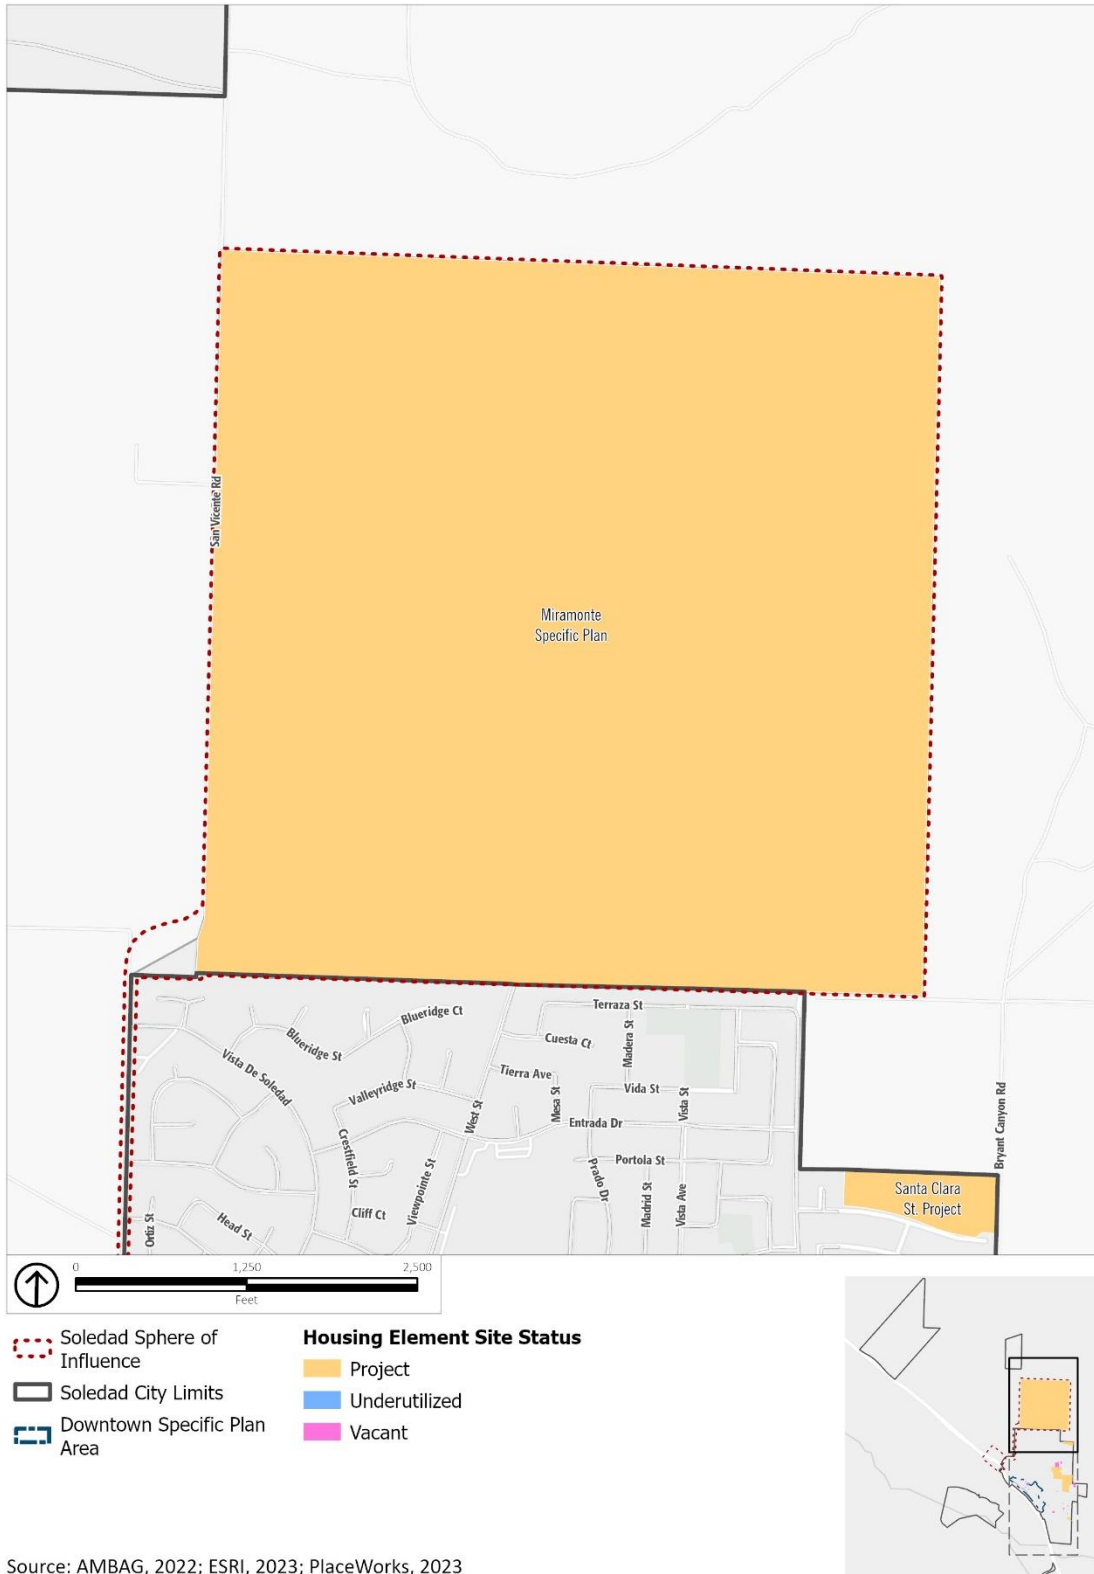 San Vicente Rd
Miramonte
Specific Plan
Terraza St
Blueridge Ct
Blueridge St
Cuesta Ct
Madera St
Vista De Soledad
Tierra Ave
Valleyridge St
Vida St
Mesa St
Vista St
West St
Entrada Dr
Bryant Canyon Rd
Crestfield St
Portola St
Viewpointe St
Prado Dr
Madrid St
Vista Ave
Santa Clara
St. Project
Cliff Ct
Head St
Ortiz St
0 1,250 2,500
Feet
Soledad Sphere of
Influence
Soledad City Limits
Downtown Specific Plan
Area
Housing Element Site Status
Project
Underutilized
Vacant
Source: AMBAG, 2022; ESRI, 2023; PlaceWorks, 2023